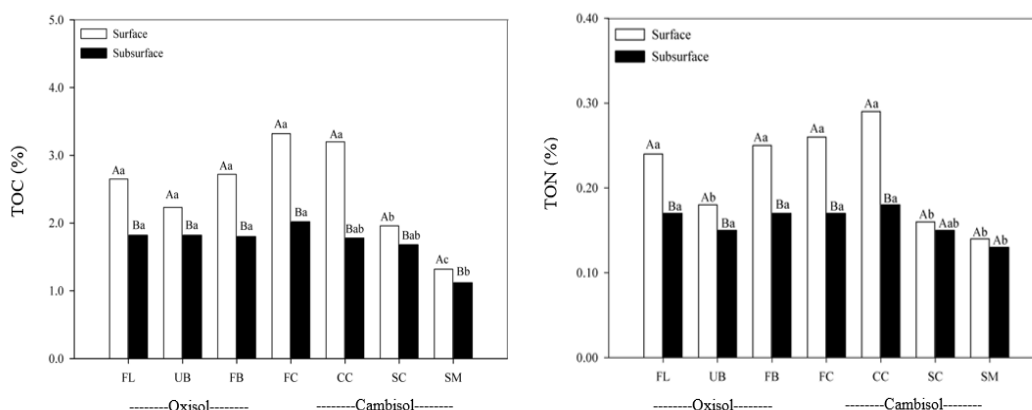 5.0
Surface
Subsurface
4.0
Aa
Aa
3.0
Aa
Aa
Aa
TOC (%)
Ba
Ab
2.0
Ba
Ba
Ba
Bab
Bab
Ac
Bb
1.0
0.0
FL UB FB FC CC SC SM
--------Oxisol-------- --------Cambisol--------
0.40
Surface
Subsurface
0.30
Aa
Aa
Aa
Aa
TON (%)
0.20
Ab
Ba
Ba
Ba
Ba
Ba
Ab
Aab
Ab
Ab
0.10
0.00
FL UB FB FC CC SC SM
--------Oxisol-------- --------Cambisol--------